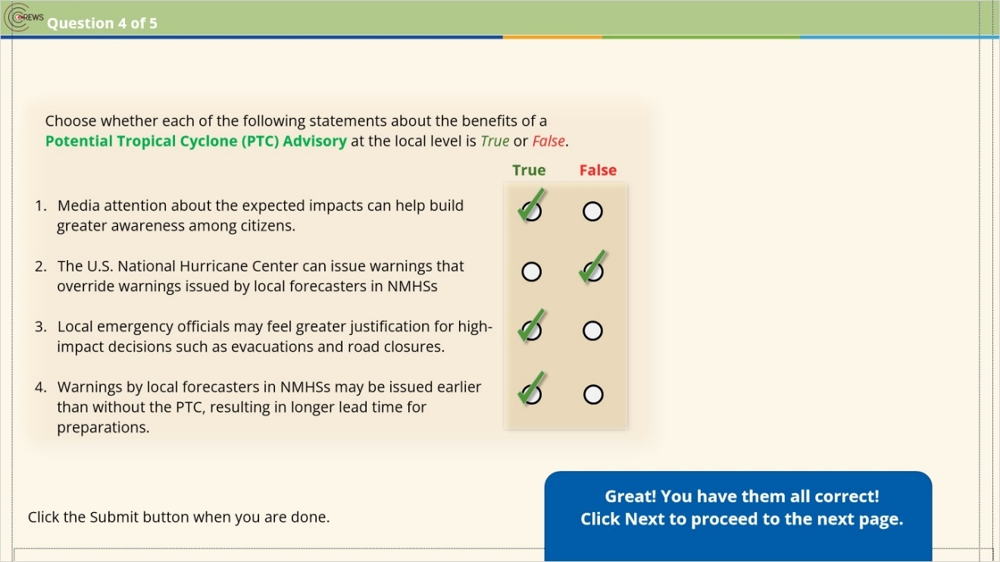 CREWS
Question 4 of 5
Choose whether each of the following statements about the benefits of a
Potential Tropical Cyclone (PTC) Advisory at the local level is True or False.
True False
1. Media attention about the expected impacts can help build
greater awareness among citizens.
2. The U.S. National Hurricane Center can issue warnings that
override warnings issued by local forecasters in NMHSs
3. Local emergency officials may feel greater justification for high-
impact decisions such as evacuations and road closures.
4. Warnings by local forecasters in NMHSs may be issued earlier
than without the PTC, resulting in longer lead time for
preparations.
Great! You have them all correct!
Click Next to proceed to the next page.
Click the Submit button when you are done.